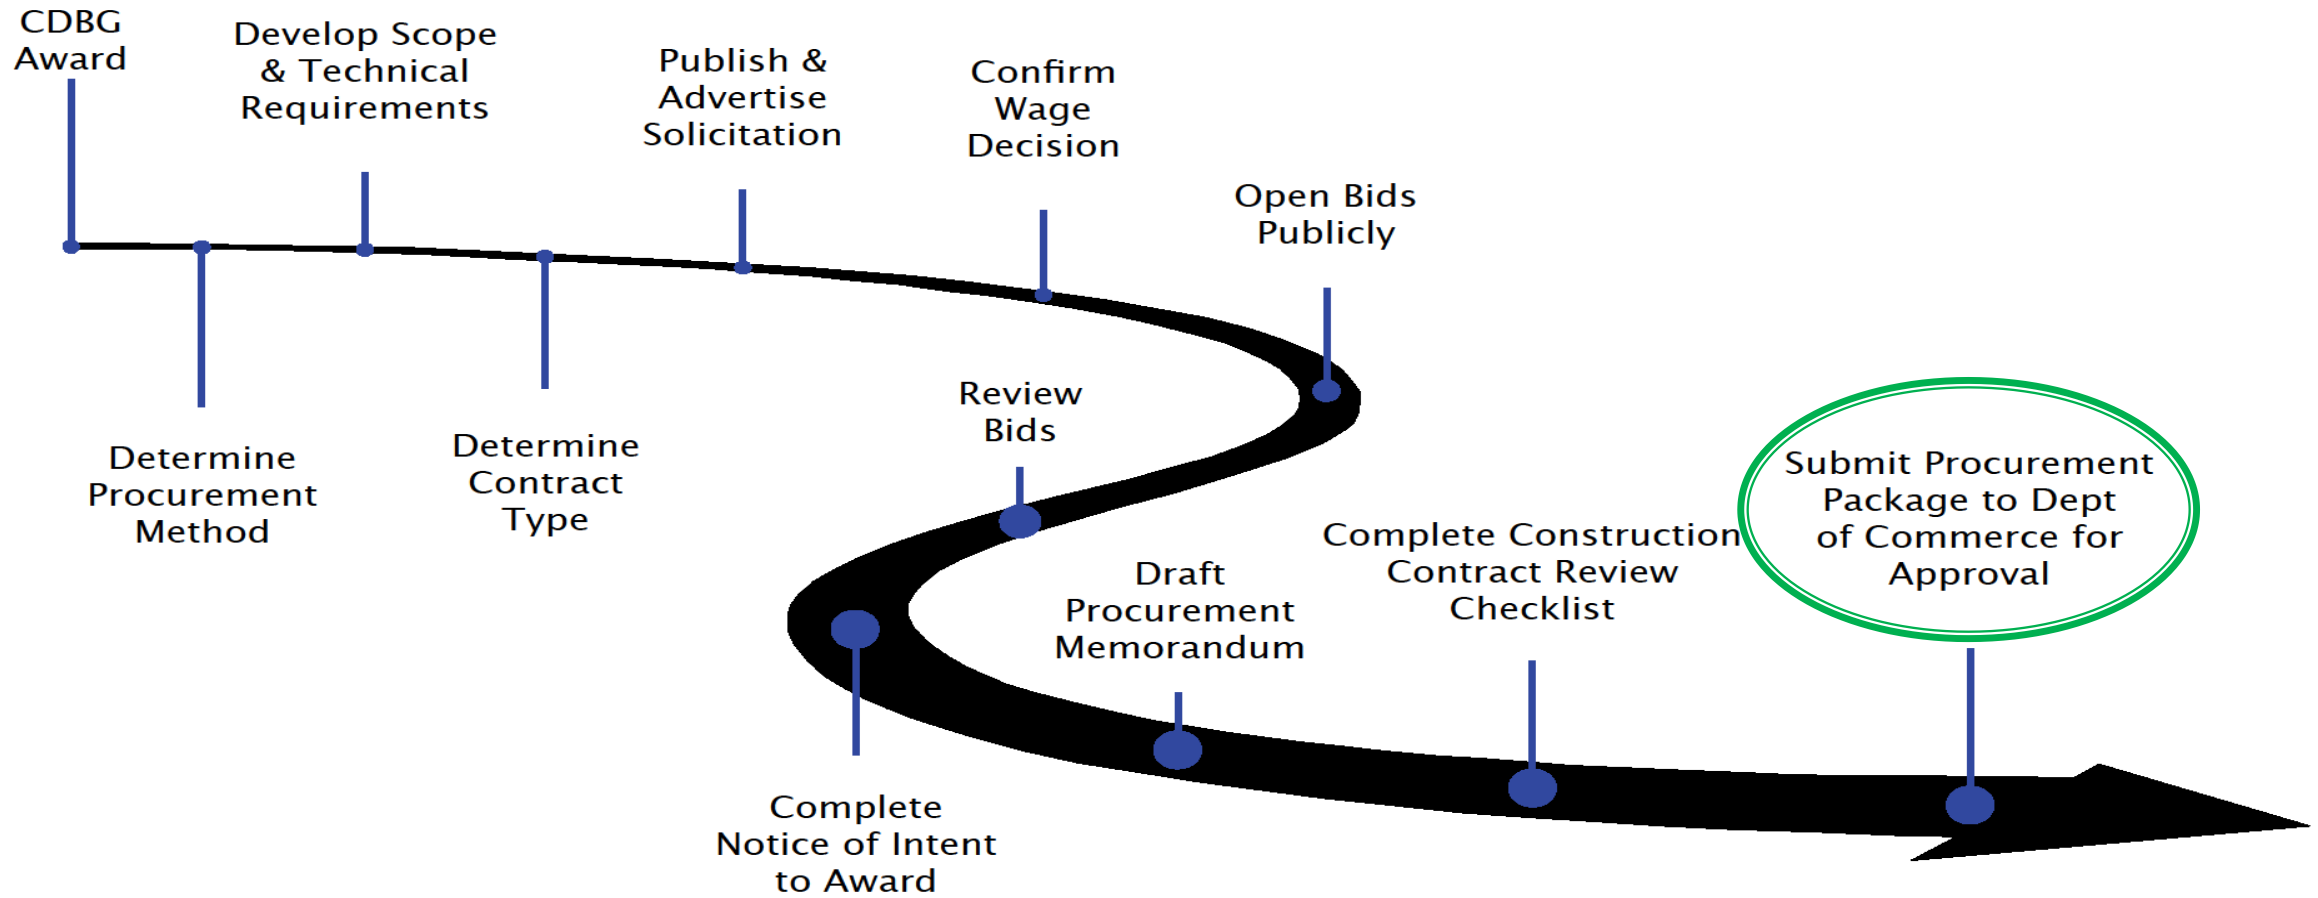 CDBG
Award
Determine
Procurement
Method
Develop Scope
& Technical
Requirements
Determine
Contract
Type
Publish &
Advertise
Solicitation
Confirm
Wage
Decision
Open Bids
Publicly
Review
Bids
Complete
Notice of Intent
to Award
Draft
Procurement
Memorandum
Complete Construction
Contract Review
Checklist
Submit Procurement
Package to Dept
of Commerce for
Approval